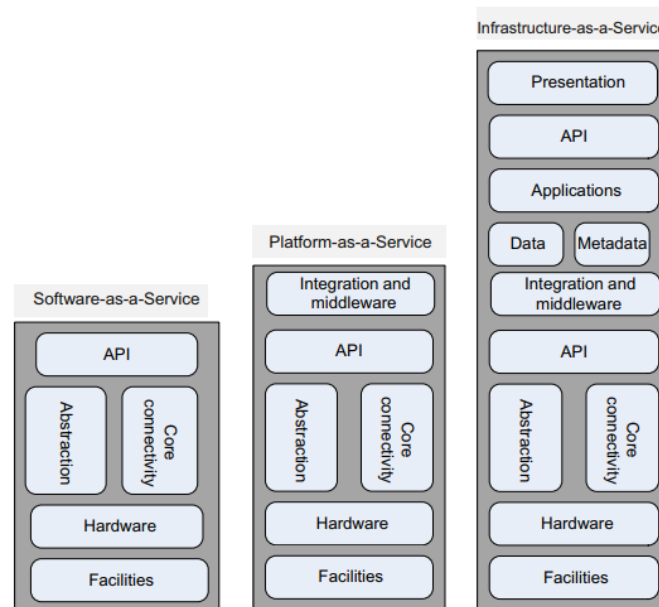 Infrastructure-as-a-Service
Presentation
API
Applications
Data
Metadata
Integration and
middleware
API
Abstraction
Core
connectivity
Hardware
Facilities
Platform-as-a-Service
Integration and
middleware
API
Abstraction
Core
connectivity
Hardware
Facilities
Software-as-a-Service
API
Abstraction
Core
connectivity
Hardware
Facilities